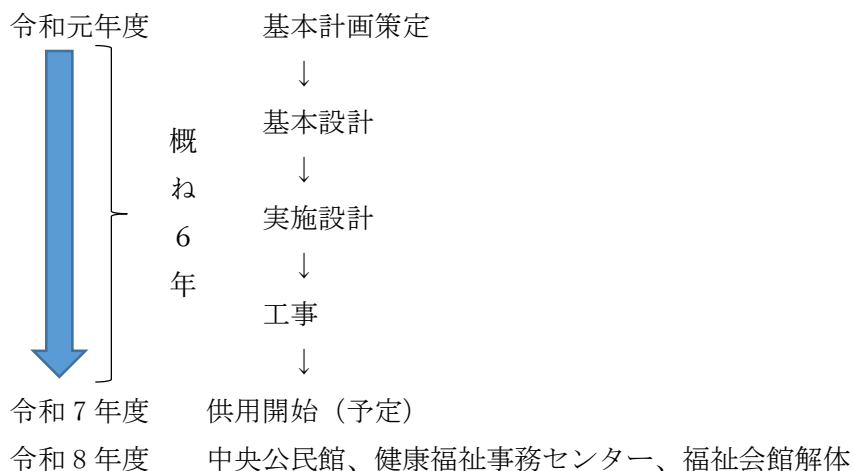 令和元年度　基本計画策定
↓
基本設計
↓
実施設計
↓
工事
↓
概ね６年
令和７年度　供用開始（予定）
令和８年度　中央公民館、健康福祉事務センター、福祉会館解体